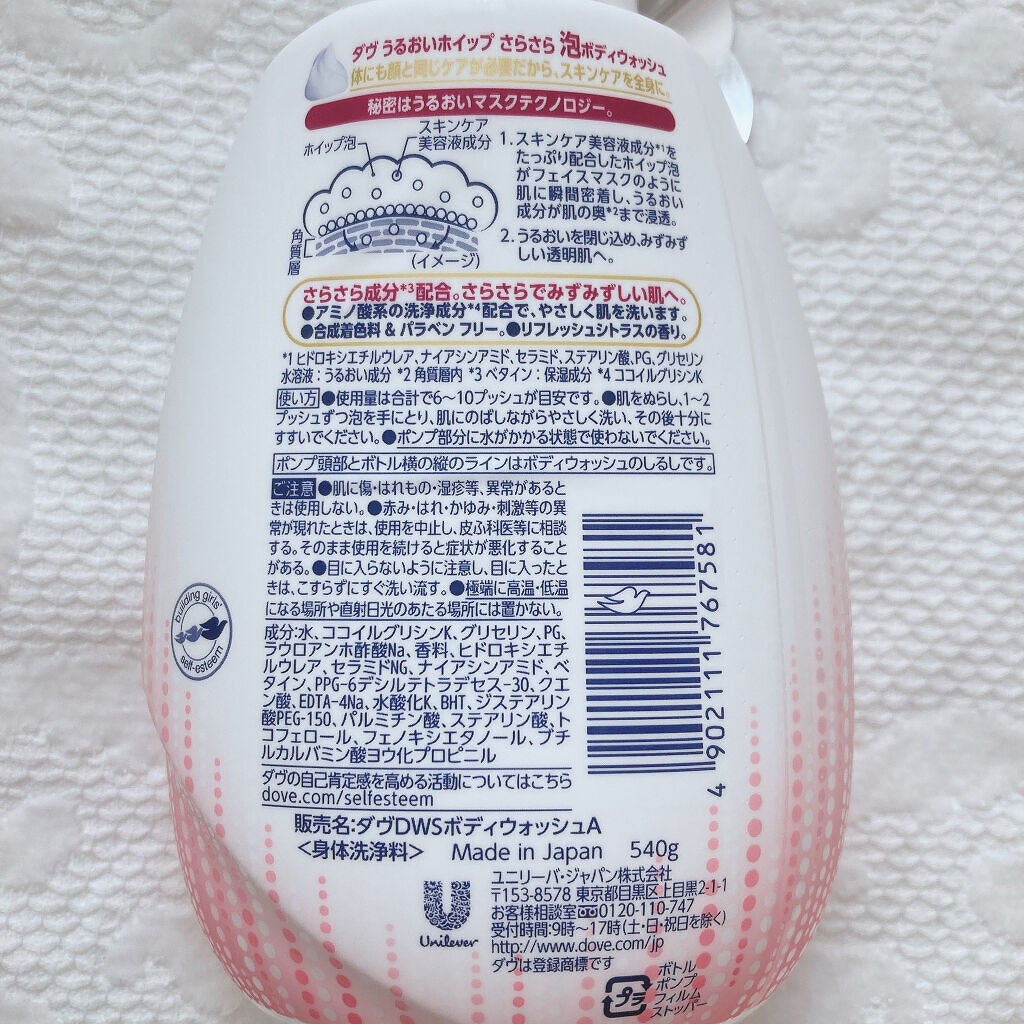 ダヴ うるおいホイップ さらさら 泡ボディウォッシュ
体にも顔と同じケアが必要だから、スキンケアを全身に。
秘密はうるおいマスクテクノロジー。
ホイップ泡
スキンケア
美容液成分
角質層
(イメージ)
1. スキンケア美容液成分*1を
たっぷり配合したホイップ泡
がフェイスマスクのように
肌に瞬間密着し、うるおい
成分が肌の奥*2まで浸透。
2. うるおいを閉じ込め、みずみず
しい透明肌へ。
さらさら成分*3配合。さらさらでみずみずしい肌へ。
●アミノ酸系の洗浄成分*4配合で、やさしく肌を洗います。
●合成着色料 & パラベン フリー。●リフレッシュシトラスの香り。
*1 ヒドロキシエチルウレア、ナイアシンアミド、セラミド、ステアリン酸、PG、グリセリン
水溶液：うるおい成分 *2 角質層内 *3 ベタイン：保湿成分 *4 ココイルグリシンK
使い方 ●使用量は合計で6〜10プッシュが目安です。●肌をぬらし、1〜2
プッシュずつ泡を手にとり、肌にのばしながらやさしく洗い、その後十分に
すすいでください。●ポンプ部分に水がかかる状態で使わないでください。
ポンプ頭部とボトル横の縦のラインはボディウォッシュのしるしです。
ご注意 ●肌に傷・はれもの・湿疹等、異常があると
きは使用しない。●赤み・はれ・かゆみ・刺激等の異
常が現れたときは、使用を中止し、皮ふ科医等に相談
する。そのまま使用を続けると症状が悪化すること
がある。●目に入らないように注意し、目に入ったと
きは、こすらずにすぐ洗い流す。●極端に高温・低温
になる場所や直射日光のあたる場所には置かない。
成分：水、ココイルグリシンK、グリセリン、PG、
ラウロアンホ酢酸Na、香料、ヒドロキシエチ
ルウレア、セラミドNG、ナイアシンアミド、ベ
タイン、PPG-6デシルテトラデセス-30、クエ
ン酸、EDTA-4Na、水酸化K、BHT、ジステアリン
酸PEG-150、パルミチン酸、ステアリン酸、ト
コフェロール、フェノキシエタノール、ブチ
ルカルバミン酸ヨウ化プロピニル
4 902111 767581
building girls'
self-esteem
ダヴの自己肯定感を高める活動についてはこちら
dove.com/selfesteem
販売名：ダヴDWSボディウォッシュA
＜身体洗浄料＞ Made in Japan 540g
Unilever
ユニリーバ・ジャパン株式会社
〒153-8578 東京都目黒区上目黒2-1-1
お客様相談室 0120-110-747
受付時間：9時〜17時(土・日・祝日を除く)
http://www.dove.com/jp
ダヴは登録商標です
プラ
ボトル
ポンプ
フィルム
ストッパー